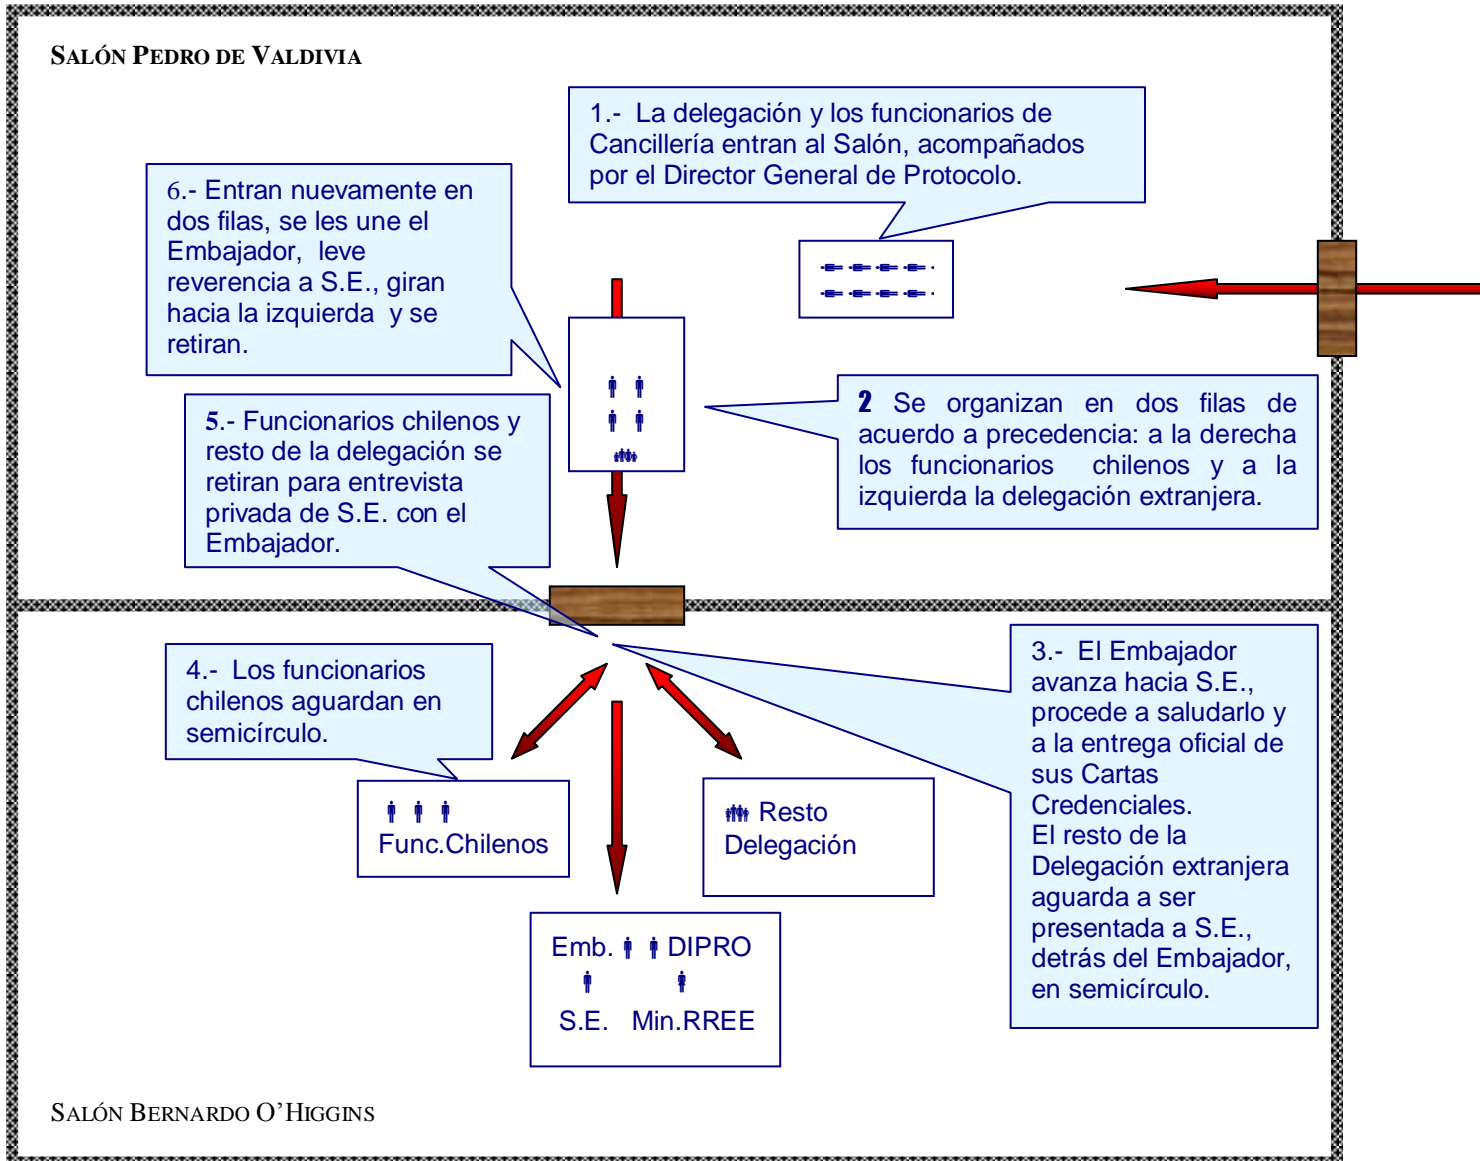 SALÓN PEDRO DE VALDIVIA
1.- La delegación y los funcionarios de
Cancillería entran al Salón, acompañados
por el Director General de Protocolo.
6.- Entran nuevamente en
dos filas, se les une el
Embajador, leve
reverencia a S.E., giran
hacia la izquierda y se
retiran.
2 Se organizan en dos filas de
acuerdo a precedencia: a la derecha
los funcionarios chilenos y a la
izquierda la delegación extranjera.
5.- Funcionarios chilenos y
resto de la delegación se
retiran para entrevista
privada de S.E. con el
Embajador.
4.- Los funcionarios
chilenos aguardan en
semicírculo.
3.- El Embajador
avanza hacia S.E.,
procede a saludarlo y
a la entrega oficial de
sus Cartas
Credenciales.
El resto de la
Delegación extranjera
aguarda a ser
presentada a S.E.,
detrás del Embajador,
en semicírculo.
Func.Chilenos
Resto
Delegación
Emb. DIPRO
S.E. Min.RREE
SALÓN BERNARDO O'HIGGINS